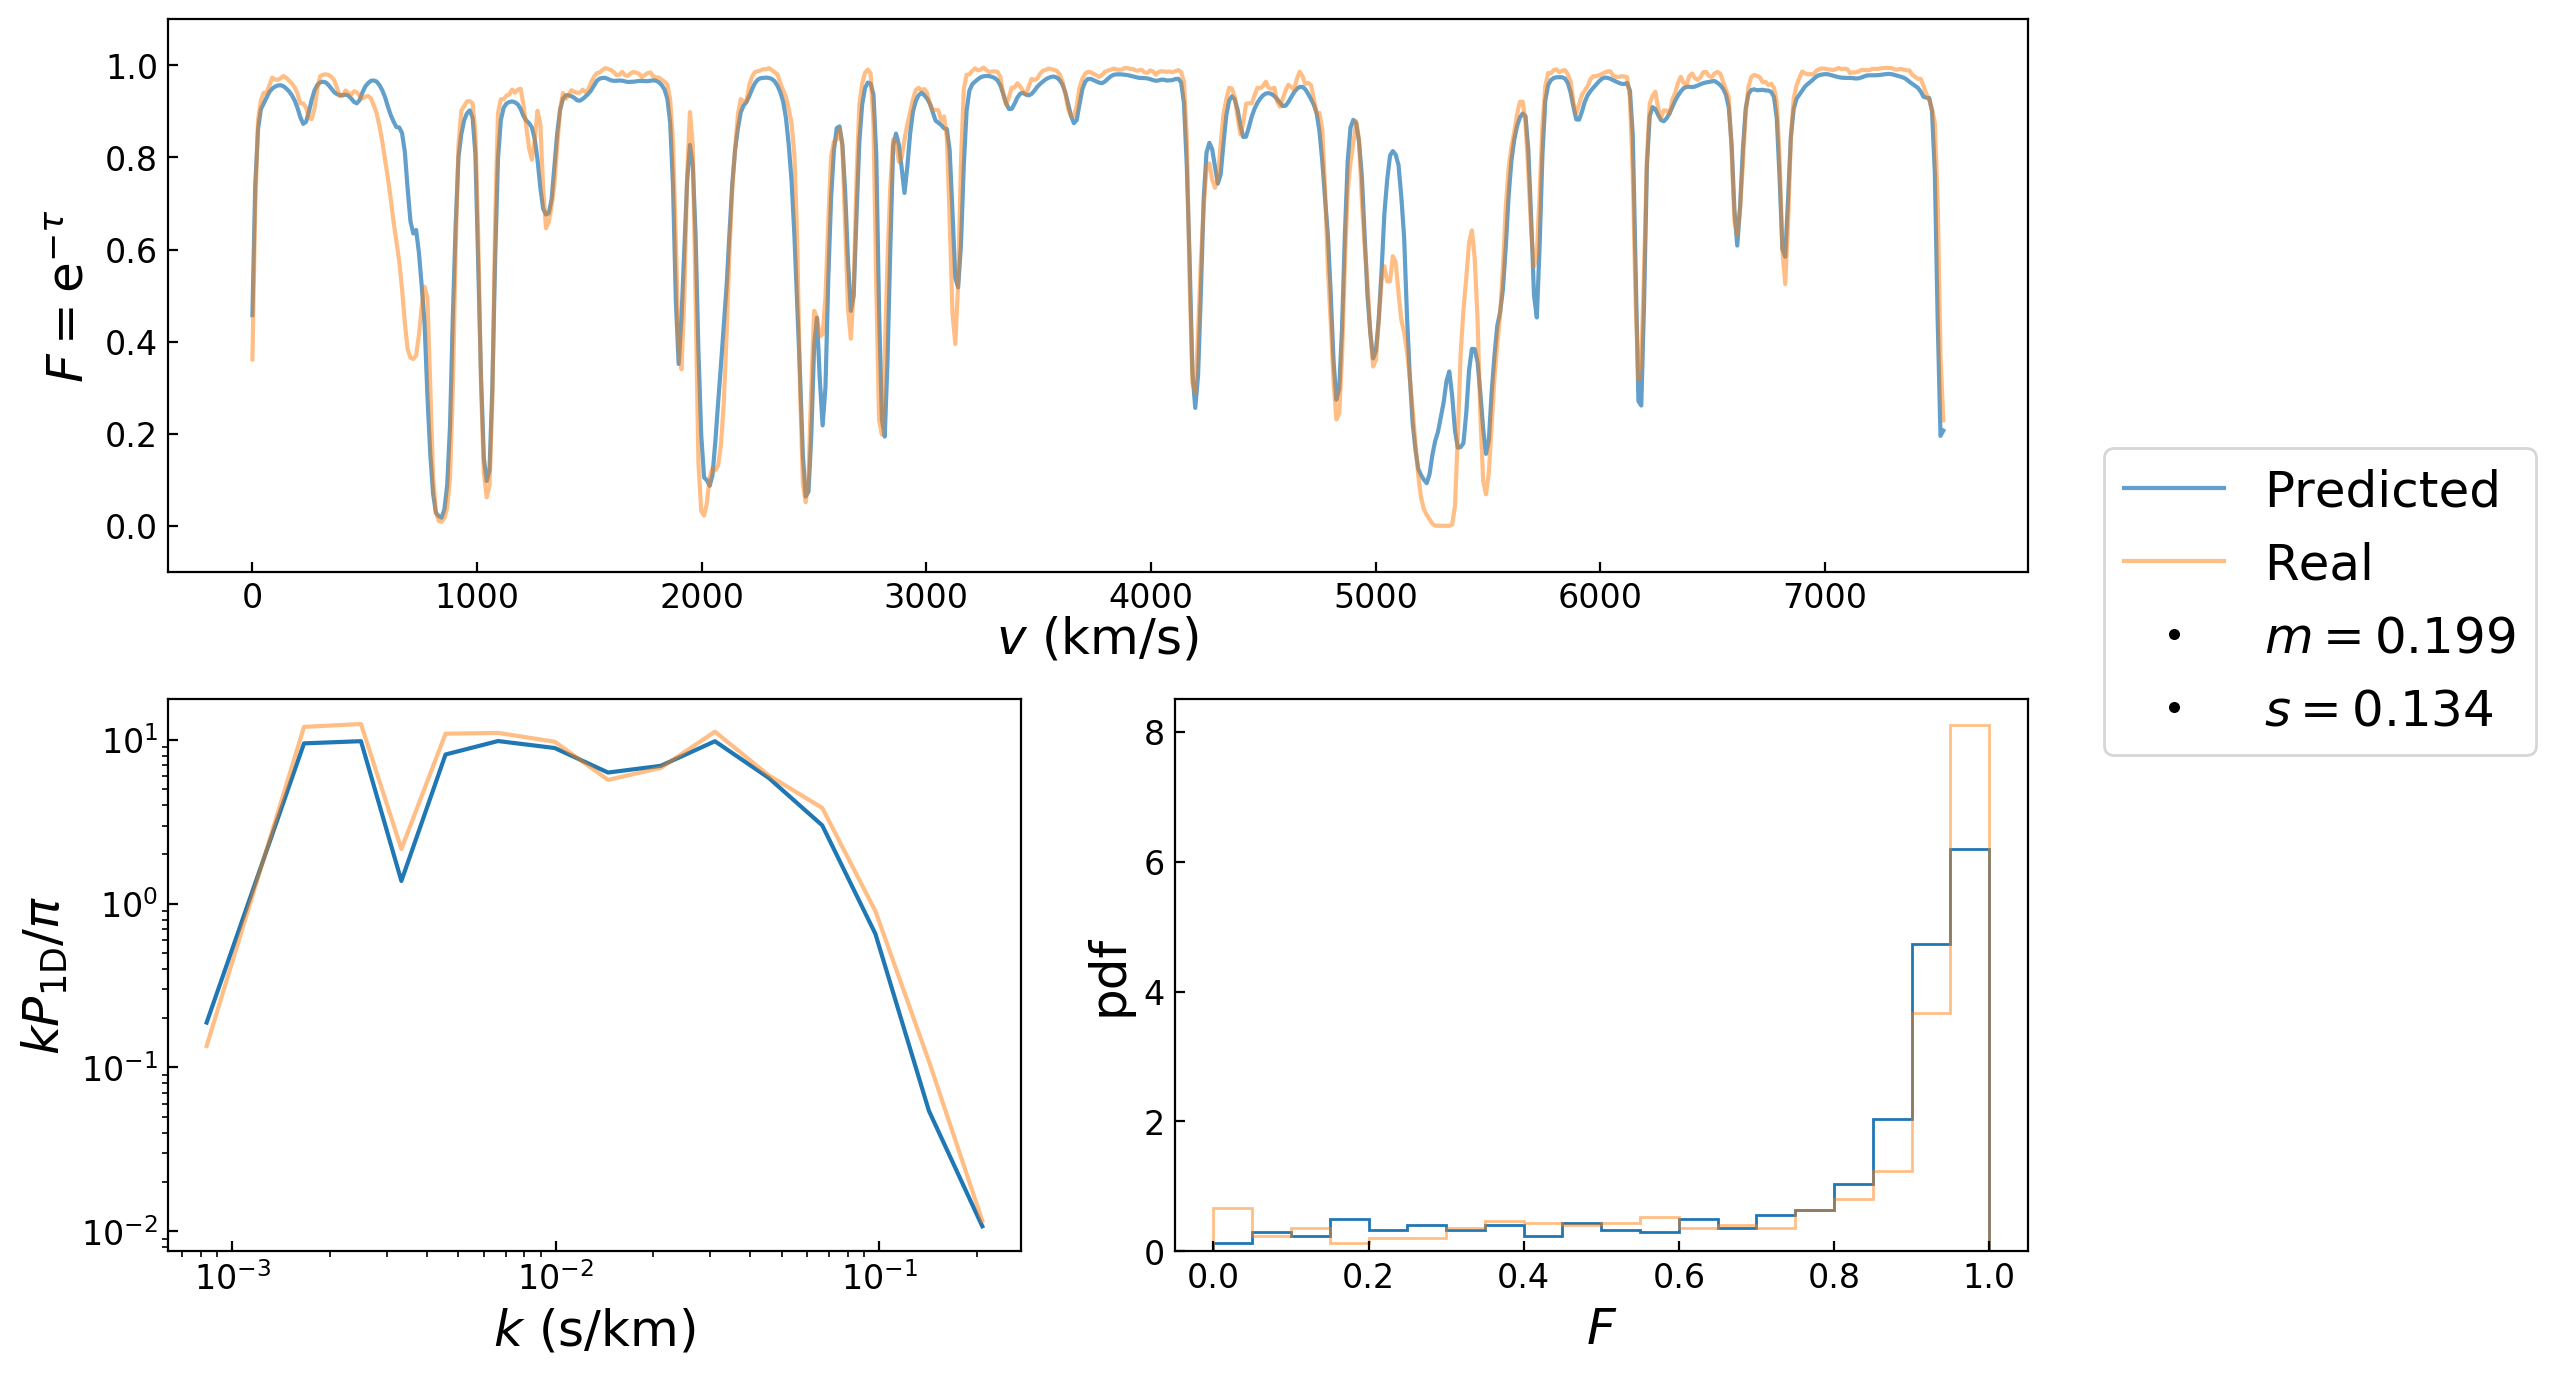 1.0
0.8
0.6
0.4
0.2
0.0
F = e^{−τ}
0 1000 2000 3000 4000 5000 6000 7000
v (km/s)
Predicted
Real
m = 0.199
s = 0.134
10^1
10^0
10^{−1}
10^{−2}
kP_{1D}/π
10^{−3} 10^{−2} 10^{−1}
k (s/km)
8
6
4
2
0
pdf
0.0 0.2 0.4 0.6 0.8 1.0
F